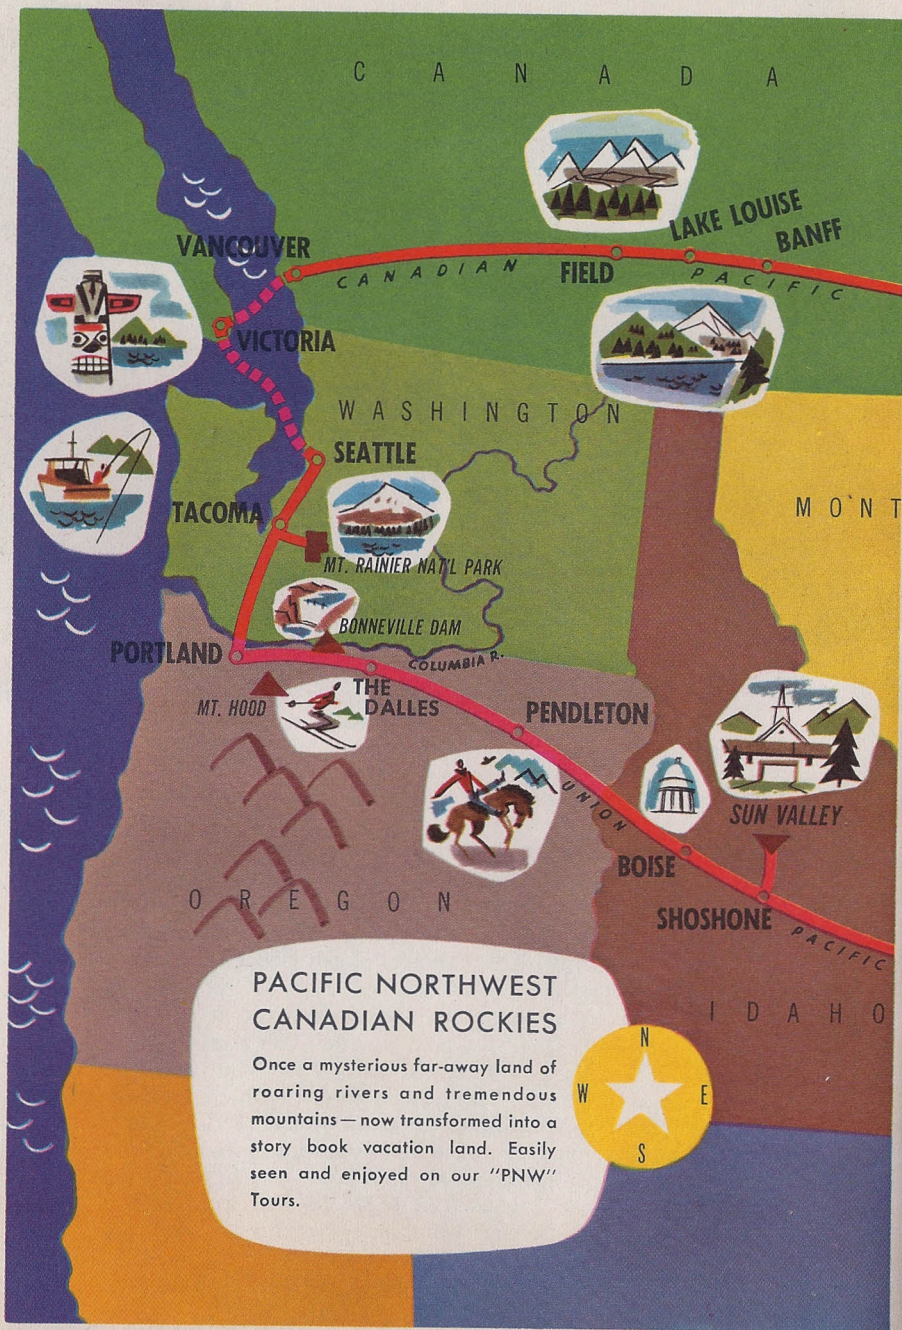 CANADA
LAKE LOUISE
BANFF
VANCOUVER
FIELD
CANADIAN PACIFIC
VICTORIA
WASHINGTON
SEATTLE
MONT
TACOMA
MT. RAINIER NAT'L PARK
BONNEVILLE DAM
PORTLAND
COLUMBIA R.
THE
DALLES
MT. HOOD
PENDLETON
UNION PACIFIC
SUN VALLEY
BOISE
OREGON
SHOSHONE
IDAHO
PACIFIC NORTHWEST
CANADIAN ROCKIES
Once a mysterious far-away land of
roaring rivers and tremendous
mountains—now transformed into a
story book vacation land. Easily
seen and enjoyed on our "PNW"
Tours.
N
W
E
S